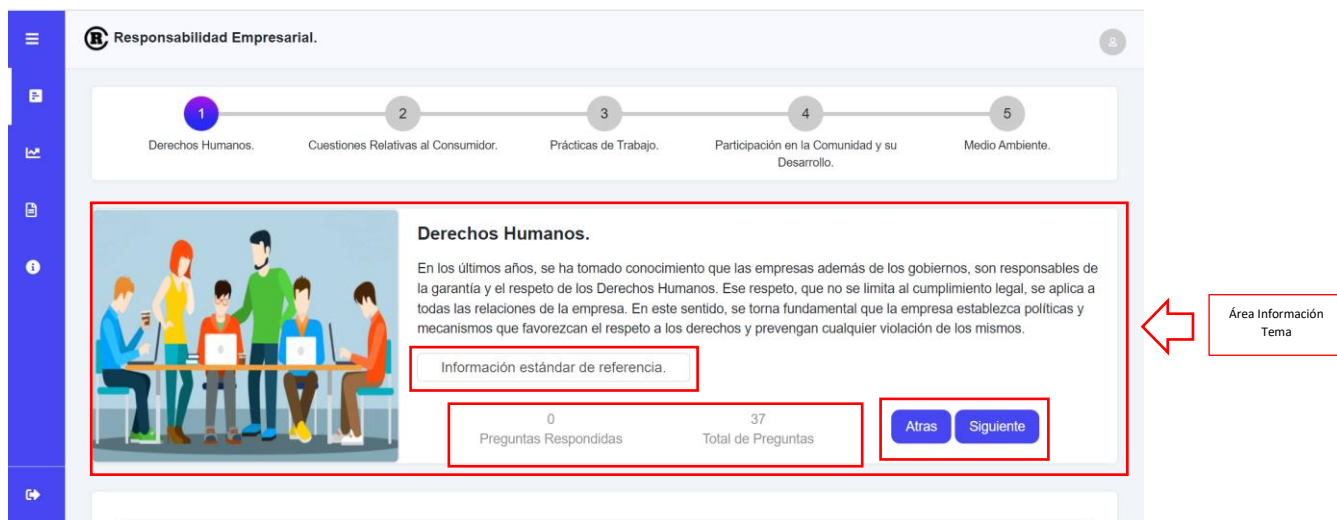 Responsabilidad Empresarial.
1
2
3
4
5
Derechos Humanos.
Cuestiones Relativas al Consumidor.
Prácticas de Trabajo.
Participación en la Comunidad y su
Desarrollo.
Medio Ambiente.
Derechos Humanos.
En los últimos años, se ha tomado conocimiento que las empresas además de los gobiernos, son responsables de
la garantía y el respeto de los Derechos Humanos. Ese respeto, que no se limita al cumplimiento legal, se aplica a
todas las relaciones de la empresa. En este sentido, se torna fundamental que la empresa establezca políticas y
mecanismos que favorezcan el respeto a los derechos y prevengan cualquier violación de los mismos.
Información estándar de referencia.
0
Preguntas Respondidas
37
Total de Preguntas
Atras
Siguiente
Área Información
Tema